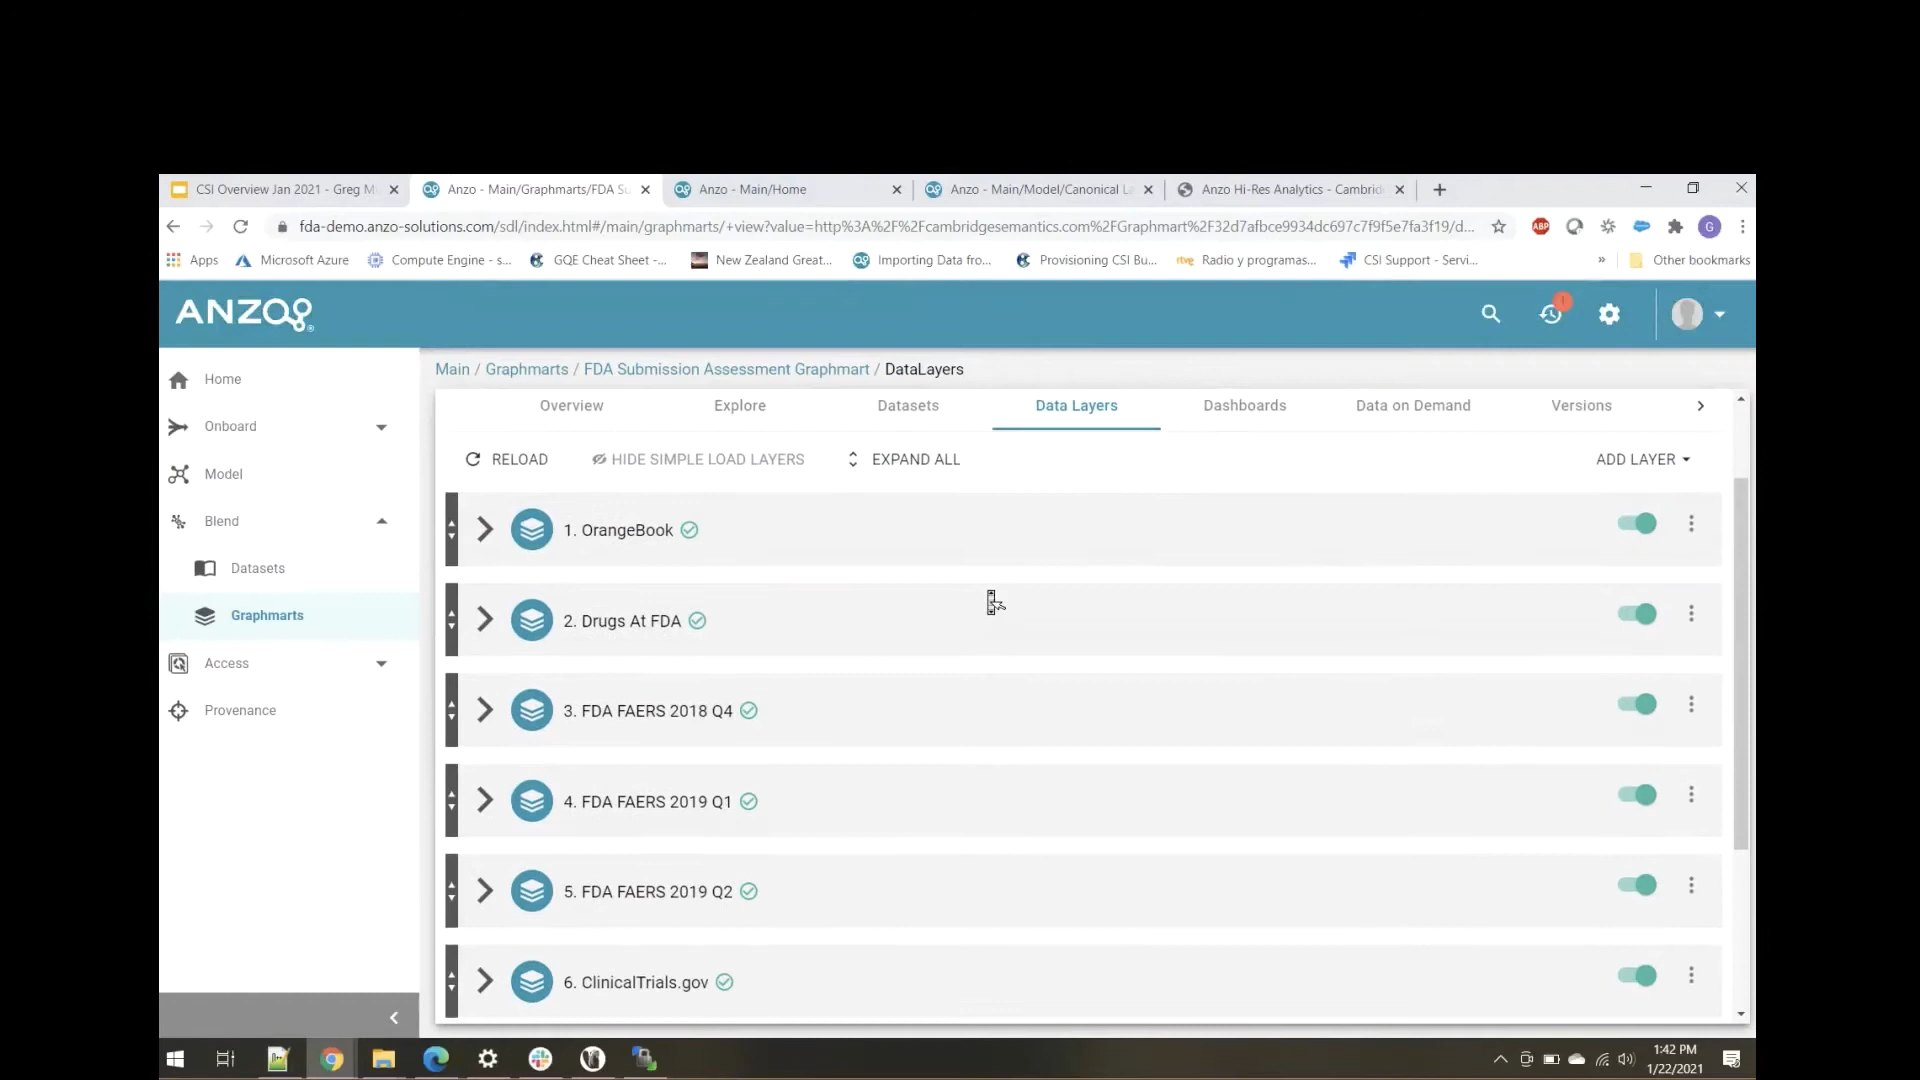 CSI Overview Jan 2021 - Greg M
Anzo - Main/Graphmarts/FDA Su
Anzo - Main/Home
Anzo - Main/Model/Canonical La
Anzo Hi-Res Analytics - Cambrid
fda-demo.anzo-solutions.com/sdl/index.html#/main/graphmarts/+view?value=http%3A%2F%2Fcambridgesemantics.com%2FGraphmart%2F32d7afbce9934dc697c7f9f5e7fa3f19/d...
ABP
G
Apps
Microsoft Azure
Compute Engine - s...
GQE Cheat Sheet -...
New Zealand Great...
Importing Data fro...
Provisioning CSI Bu...
rtve
Radio y programas...
CSI Support - Servi...
»
Other bookmarks
ANZO
Home
Onboard
Model
Blend
Datasets
Graphmarts
Access
Provenance
Main / Graphmarts / FDA Submission Assessment Graphmart / DataLayers
Overview
Explore
Datasets
Data Layers
Dashboards
Data on Demand
Versions
RELOAD
HIDE SIMPLE LOAD LAYERS
EXPAND ALL
ADD LAYER
1. OrangeBook
2. Drugs At FDA
3. FDA FAERS 2018 Q4
4. FDA FAERS 2019 Q1
5. FDA FAERS 2019 Q2
6. ClinicalTrials.gov
1:42 PM
1/22/2021